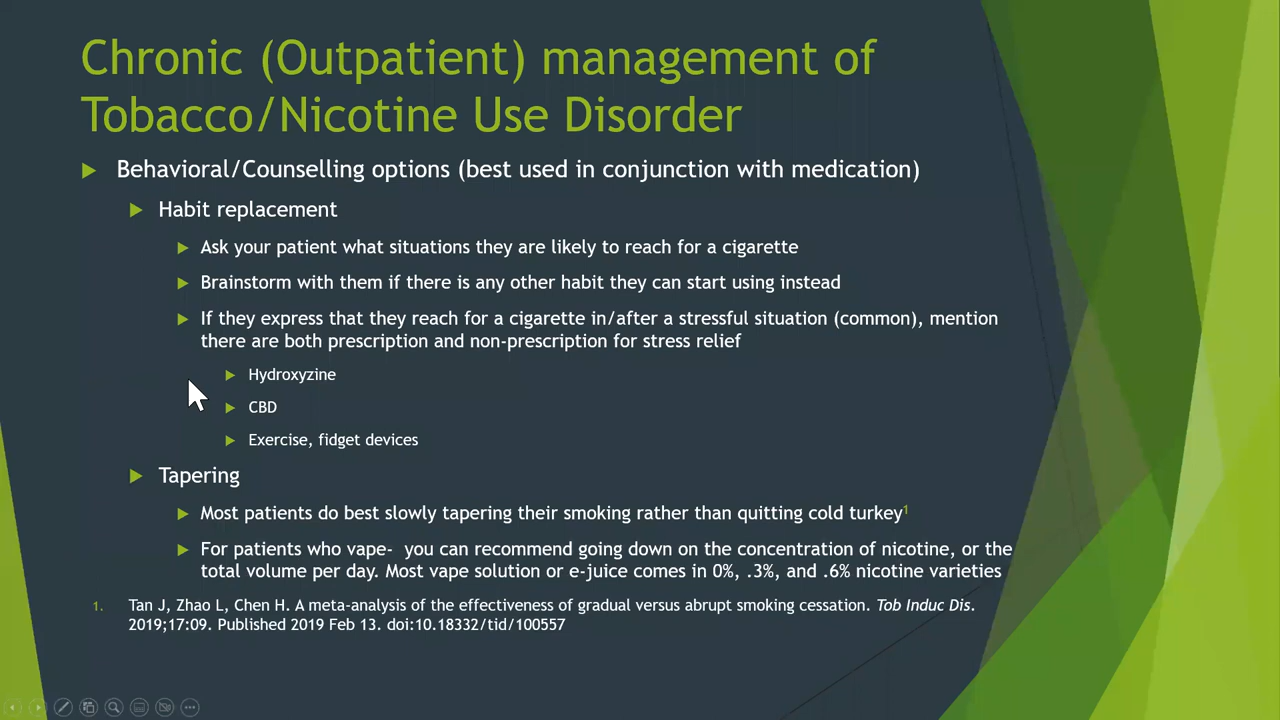 Chronic (Outpatient) management of
Tobacco/Nicotine Use Disorder
Behavioral/Counselling options (best used in conjunction with medication)
Habit replacement
Ask your patient what situations they are likely to reach for a cigarette
Brainstorm with them if there is any other habit they can start using instead
If they express that they reach for a cigarette in/after a stressful situation (common), mention
there are both prescription and non-prescription for stress relief
Hydroxyzine
CBD
Exercise, fidget devices
Tapering
Most patients do best slowly tapering their smoking rather than quitting cold turkey1
For patients who vape-  you can recommend going down on the concentration of nicotine, or the
total volume per day. Most vape solution or e-juice comes in 0%, .3%, and .6% nicotine varieties
1. Tan J, Zhao L, Chen H. A meta-analysis of the effectiveness of gradual versus abrupt smoking cessation. Tob Induc Dis.
2019;17:09. Published 2019 Feb 13. doi:10.18332/tid/100557